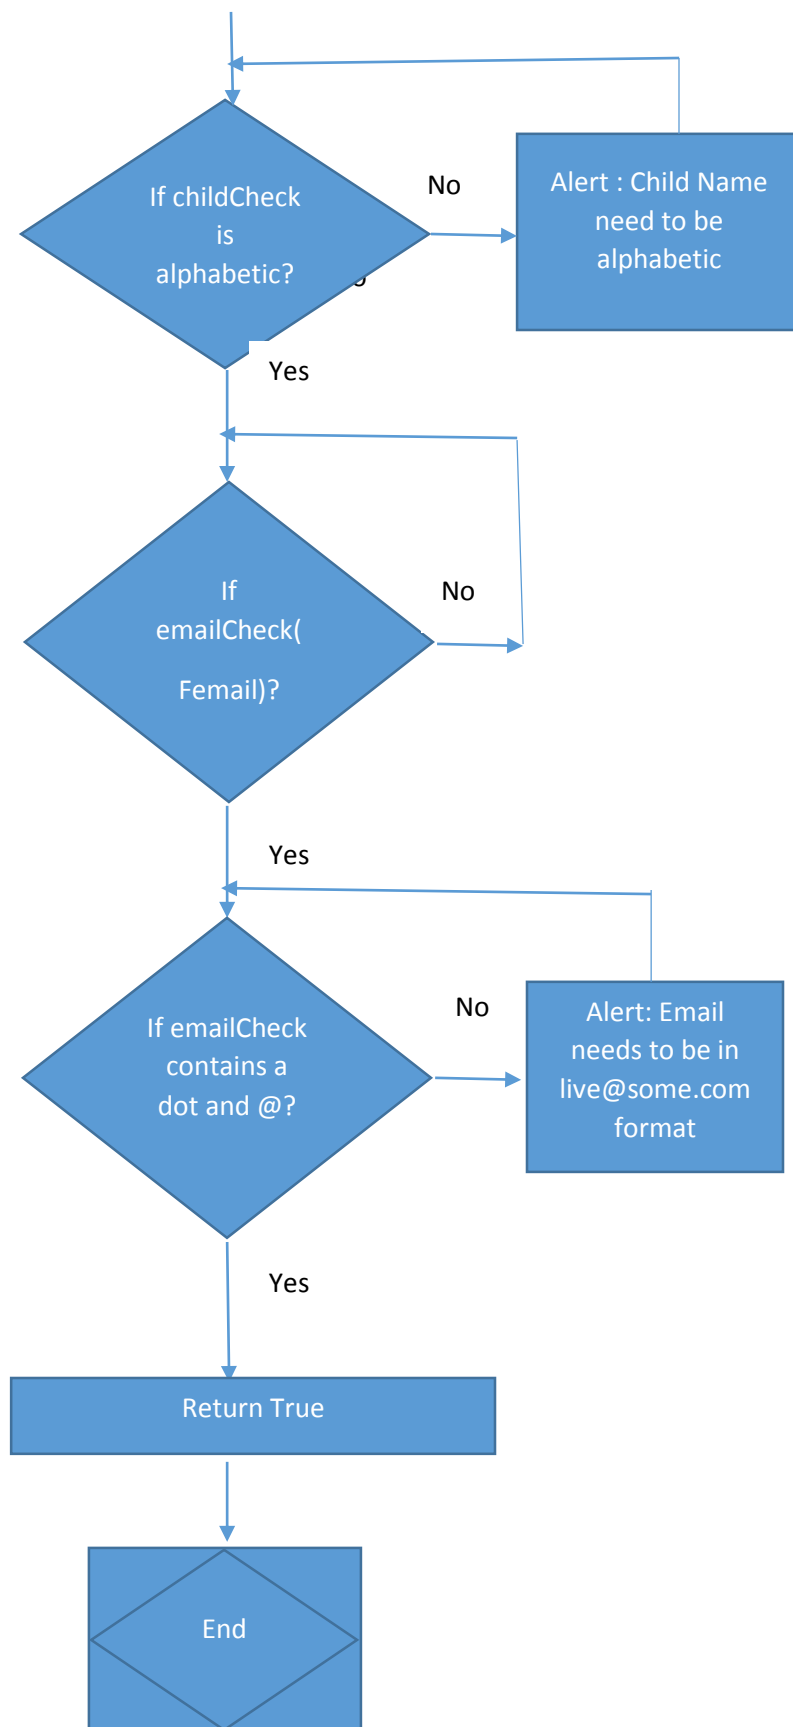 If childCheck
is
alphabetic?
No
Alert : Child Name
need to be
alphabetic
Yes
If
emailCheck(
Femail)?
No
Yes
If emailCheck
contains a
dot and @?
No
Alert: Email
needs to be in
live@some.com
format
Yes
Return True
End